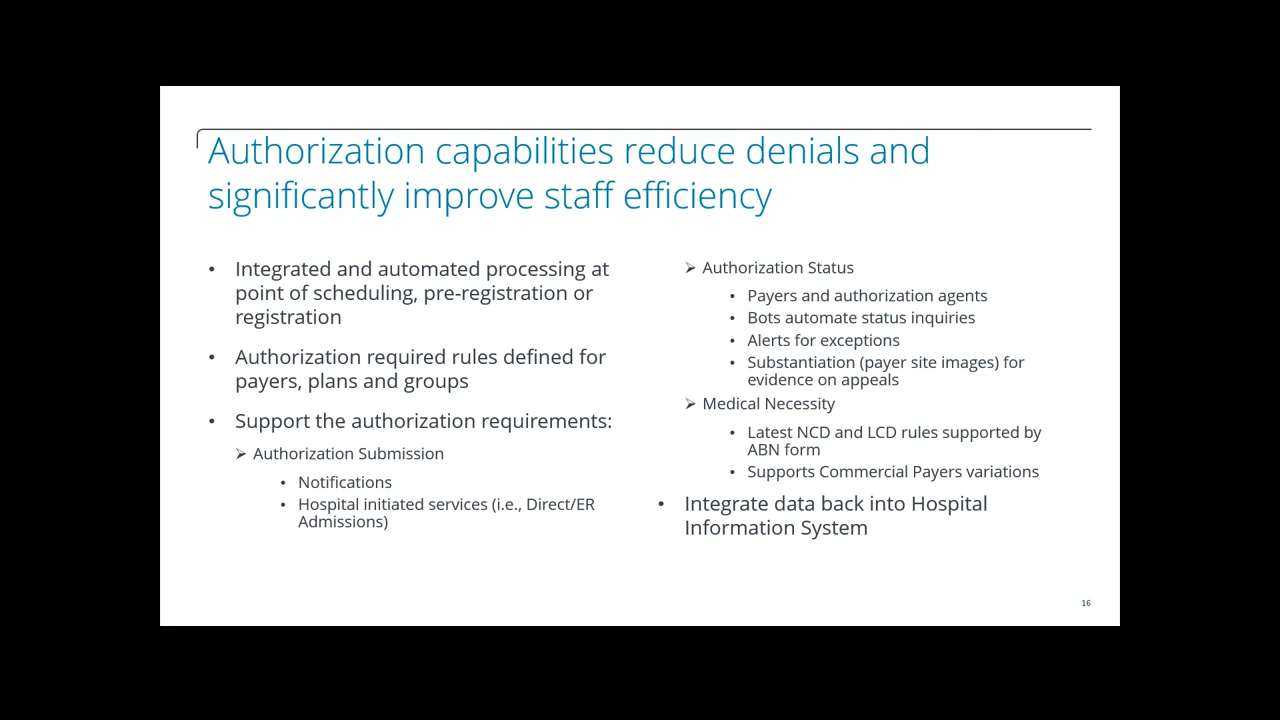 Authorization capabilities reduce denials and
significantly improve staff efficiency
• Integrated and automated processing at
point of scheduling, pre-registration or
registration
• Authorization required rules defined for
payers, plans and groups
• Support the authorization requirements:
➢ Authorization Submission
• Notifications
• Hospital initiated services (i.e., Direct/ER
Admissions)
➢ Authorization Status
• Payers and authorization agents
• Bots automate status inquiries
• Alerts for exceptions
• Substantiation (payer site images) for
evidence on appeals
➢ Medical Necessity
• Latest NCD and LCD rules supported by
ABN form
• Supports Commercial Payers variations
• Integrate data back into Hospital
Information System
16